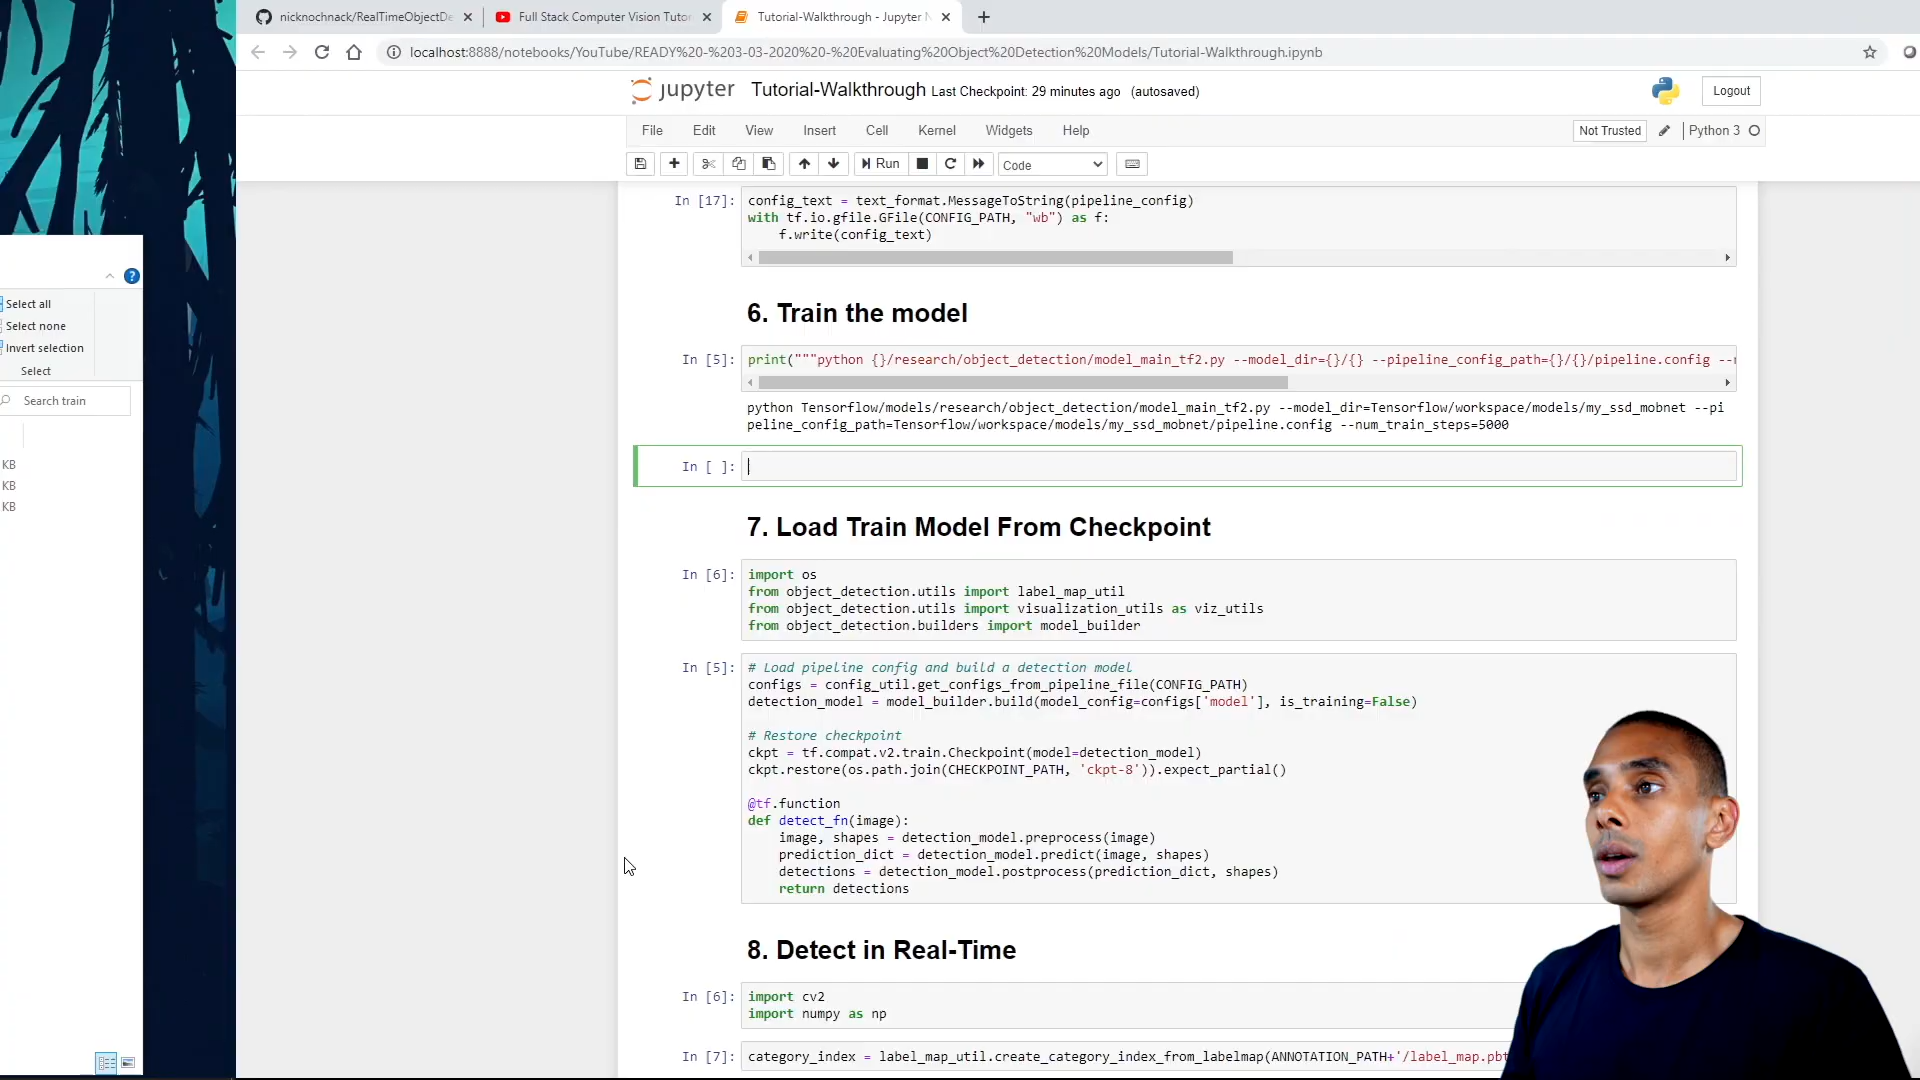 nicknochnack/RealTimeObjectDe
Full Stack Computer Vision Tutor
Tutorial-Walkthrough - Jupyter N
localhost:8888/notebooks/YouTube/READY%20-%203-03-2020%20-%20Evaluating%20Object%20Detection%20Models/Tutorial-Walkthrough.ipynb
jupyter Tutorial-Walkthrough Last Checkpoint: 29 minutes ago (autosaved)
Logout
File Edit View Insert Cell Kernel Widgets Help
Not Trusted Python 3
Run Code
Select all
Select none
Invert selection
Select
Search train
KB
KB
KB
In [17]: config_text = text_format.MessageToString(pipeline_config)
with tf.io.gfile.GFile(CONFIG_PATH, "wb") as f:
f.write(config_text)
6. Train the model
In [5]: print("""python {}/research/object_detection/model_main_tf2.py --model_dir={}/{} --pipeline_config_path={}/{}/pipeline.config --
python Tensorflow/models/research/object_detection/model_main_tf2.py --model_dir=Tensorflow/workspace/models/my_ssd_mobnet --pi
peline_config_path=Tensorflow/workspace/models/my_ssd_mobnet/pipeline.config --num_train_steps=5000
In [ ]:
7. Load Train Model From Checkpoint
In [6]: import os
from object_detection.utils import label_map_util
from object_detection.utils import visualization_utils as viz_utils
from object_detection.builders import model_builder
In [5]: # Load pipeline config and build a detection model
configs = config_util.get_configs_from_pipeline_file(CONFIG_PATH)
detection_model = model_builder.build(model_config=configs['model'], is_training=False)
# Restore checkpoint
ckpt = tf.compat.v2.train.Checkpoint(model=detection_model)
ckpt.restore(os.path.join(CHECKPOINT_PATH, 'ckpt-8')).expect_partial()
@tf.function
def detect_fn(image):
image, shapes = detection_model.preprocess(image)
prediction_dict = detection_model.predict(image, shapes)
detections = detection_model.postprocess(prediction_dict, shapes)
return detections
8. Detect in Real-Time
In [6]: import cv2
import numpy as np
In [7]: category_index = label_map_util.create_category_index_from_labelmap(ANNOTATION_PATH+'/label_map.pbt